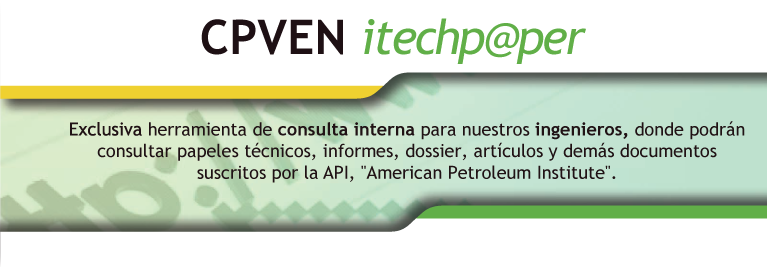 CPVEN itechp@per
Exclusiva herramienta de consulta interna para nuestros ingenieros, donde podrán
consultar papeles técnicos, informes, dossier, artículos y demás documentos
suscritos por la API, "American Petroleum Institute".